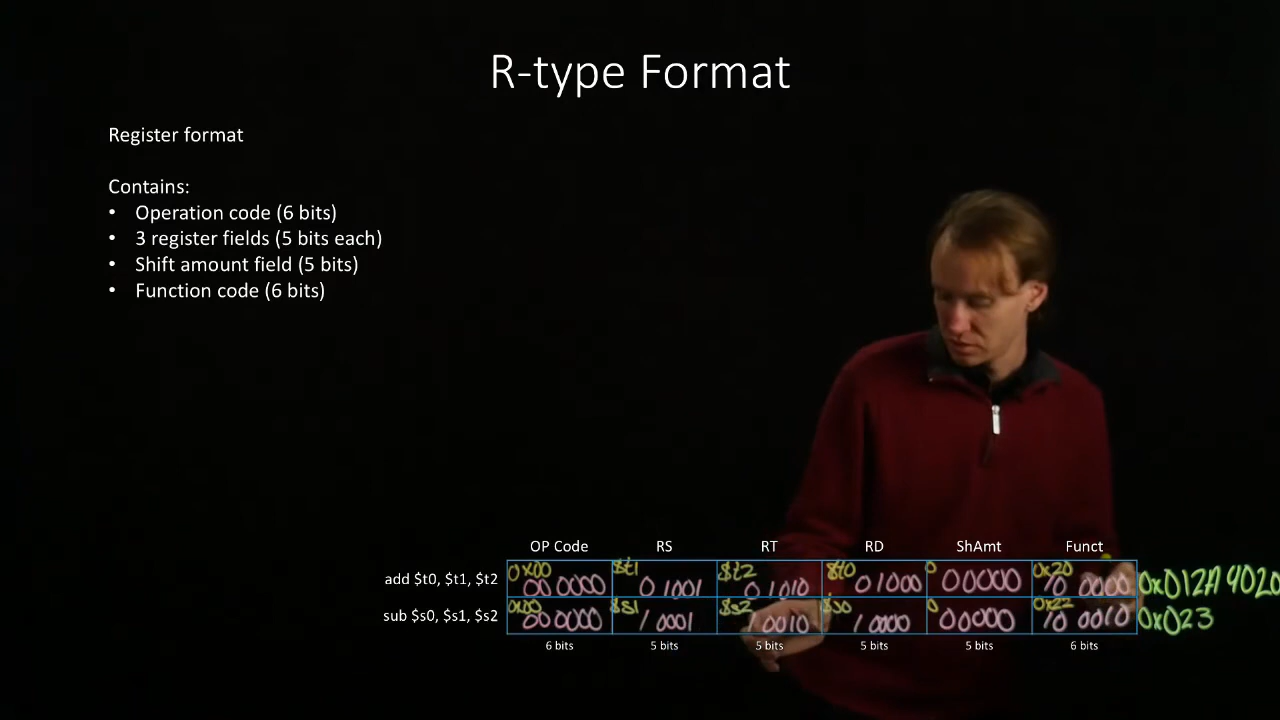 R-type Format
Register format
Contains:
• Operation code (6 bits)
• 3 register fields (5 bits each)
• Shift amount field (5 bits)
• Function code (6 bits)
OP Code RS RT RD ShAmt Funct
add $t0, $t1, $t2 0x00 00 0000 $t1 0 1001 $t2 0 1010 $t0 0 1000 0 00000 0x20 10 0000 0x012A 4020
sub $s0, $s1, $s2 0x00 00 0000 $s1 1 0001 $s2 1 0010 $s0 1 0000 0 00000 0x22 10 0010 0x023
6 bits 5 bits 5 bits 5 bits 5 bits 6 bits